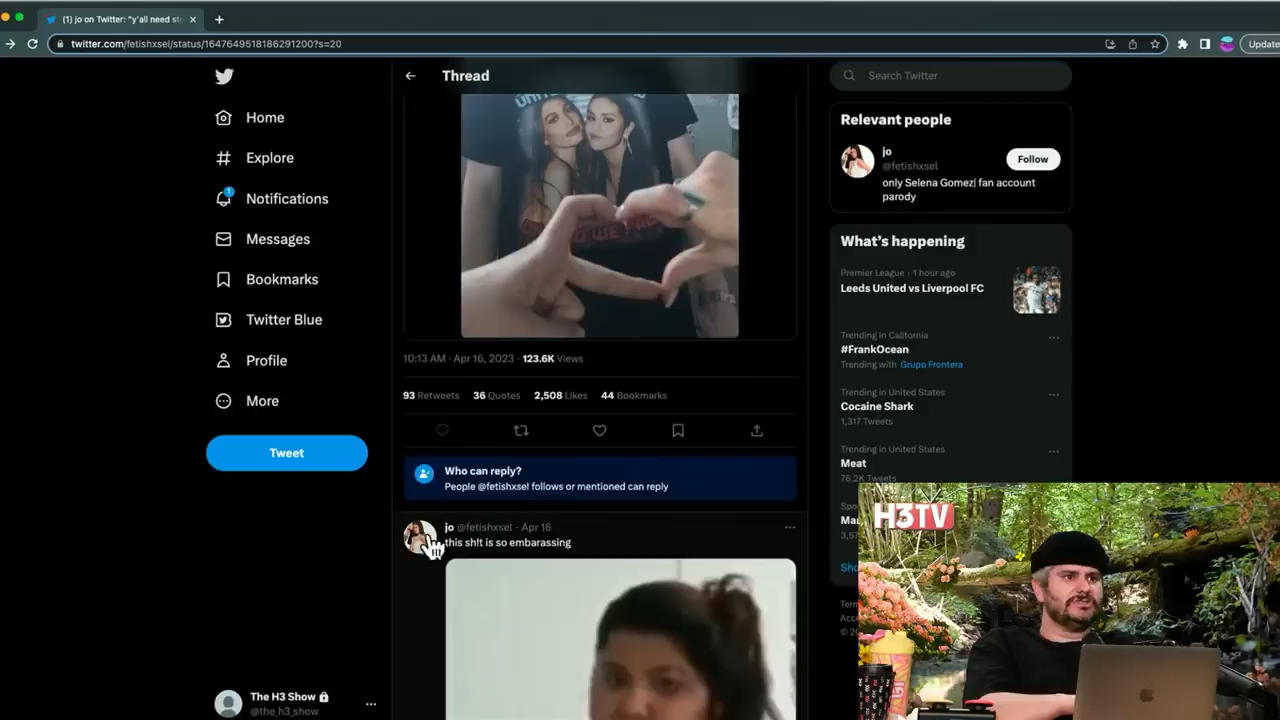 (1) jo on Twitter: "y'all need st
twitter.com/fetishxsel/status/1647649518186291200?s=20
Update
Home
Explore
1
Notifications
Messages
Bookmarks
Twitter Blue
Profile
More
Tweet
The H3 Show
@the_h3_show
Thread
10:13 AM · Apr 16, 2023 · 123.6K Views
93 Retweets 36 Quotes 2,508 Likes 44 Bookmarks
Who can reply?
People @fetishxsel follows or mentioned can reply
jo @fetishxsel · Apr 16
this sh!t is so embarassing
Search Twitter
Relevant people
jo
@fetishxsel
Follow
only Selena Gomez| fan account
parody
What's happening
Premier League · 1 hour ago
Leeds United vs Liverpool FC
Trending in California
#FrankOcean
Trending with Grupo Frontera
Trending in United States
Cocaine Shark
1,317 Tweets
Trending in United States
Meat
76.2K Tweets
H3TV